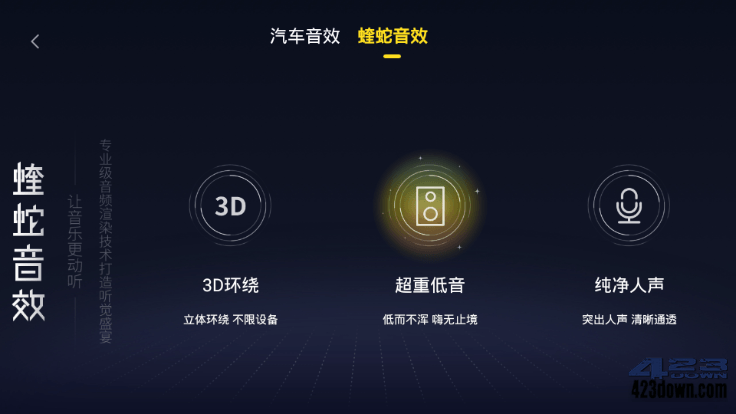 汽车音效 蝰蛇音效
蝰蛇音效
让音乐更动听
专业级音频渲染技术打造听觉盛宴
3D
3D环绕
立体环绕 不限设备
超重低音
低而不浑 嗨无止境
纯净人声
突出人声 清晰通透
423DOWN
423down.com